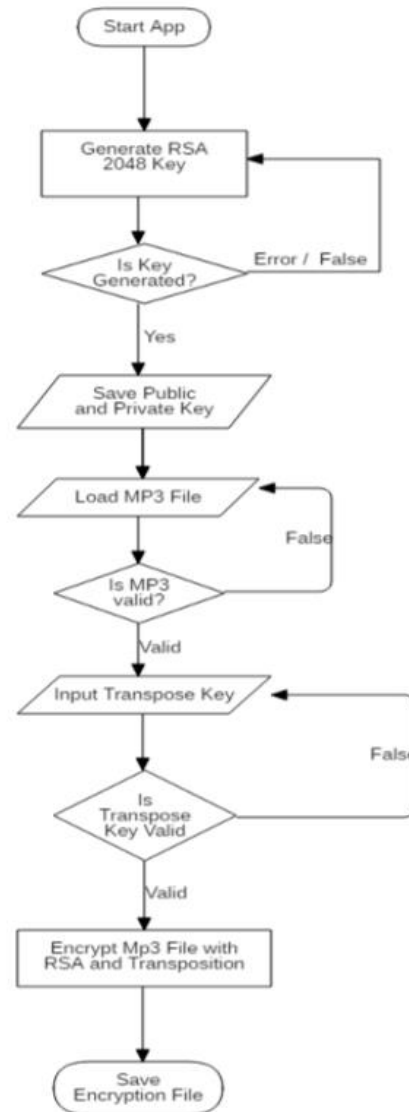 Start App
Generate RSA
2048 Key
Is Key
Generated?
Error / False
Yes
Save Public
and Private Key
Load MP3 File
False
Is MP3
valid?
Valid
Input Transpose Key
False
Is
Transpose
Key Valid
Valid
Encrypt Mp3 File with
RSA and Transposition
Save
Encryption File